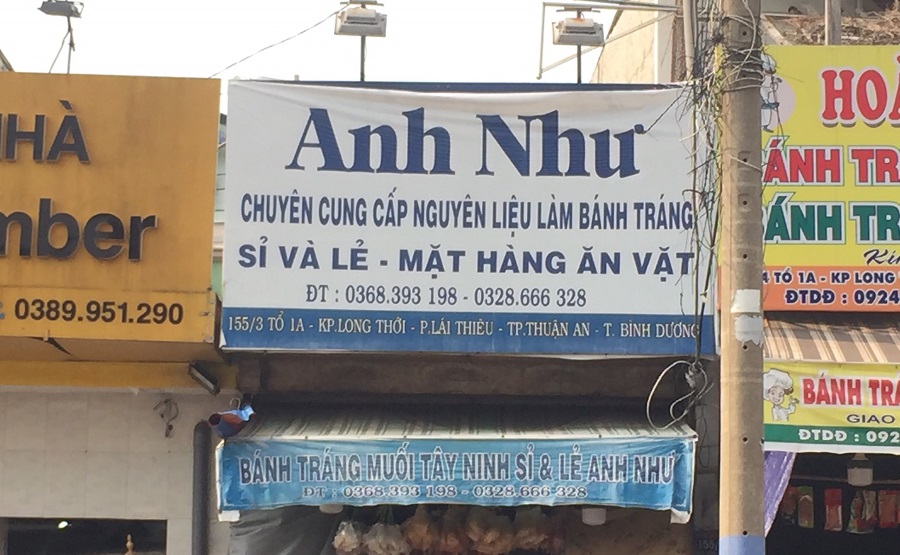 NHÀ
mber
0389.951.290
Anh Như
CHUYÊN CUNG CẤP NGUYÊN LIỆU LÀM BÁNH TRÁNG
SỈ VÀ LẺ - MẶT HÀNG ĂN VẶT
ĐT : 0368.393 198 - 0328.666 328
155/3 TỔ 1A - KP.LONG THỚI - P.LÁI THIÊU - TP.THUẬN AN - T. BÌNH DƯƠNG
BÁNH TRÁNG MUỐI TÂY NINH SỈ & LẺ ANH NHƯ
ĐT : 0368.393 198 - 0328.666 328
HOÀ
BÁNH TR
BÁNH TR
4 TỔ 1A - KP LONG
ĐTDĐ : 0924
BÁNH TRA
GIAO
ĐTDĐ : 092